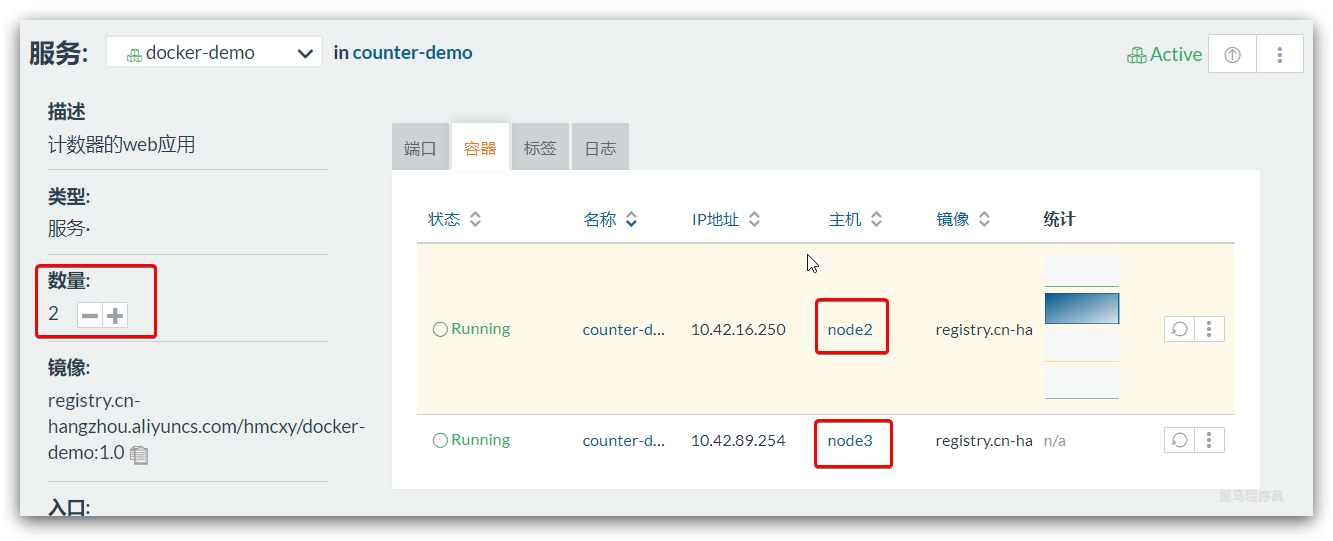 服务: docker-demo in counter-demo
Active
描述
计数器的web应用
类型:
服务·
数量:
2
镜像:
registry.cn-
hangzhou.aliyuncs.com/hmcxy/docker-
demo:1.0
入口:
端口 容器 标签 日志
状态 名称 IP地址 主机 镜像 统计
Running counter-d... 10.42.16.250 node2 registry.cn-ha
Running counter-d... 10.42.89.254 node3 registry.cn-ha n/a
黑马程序员